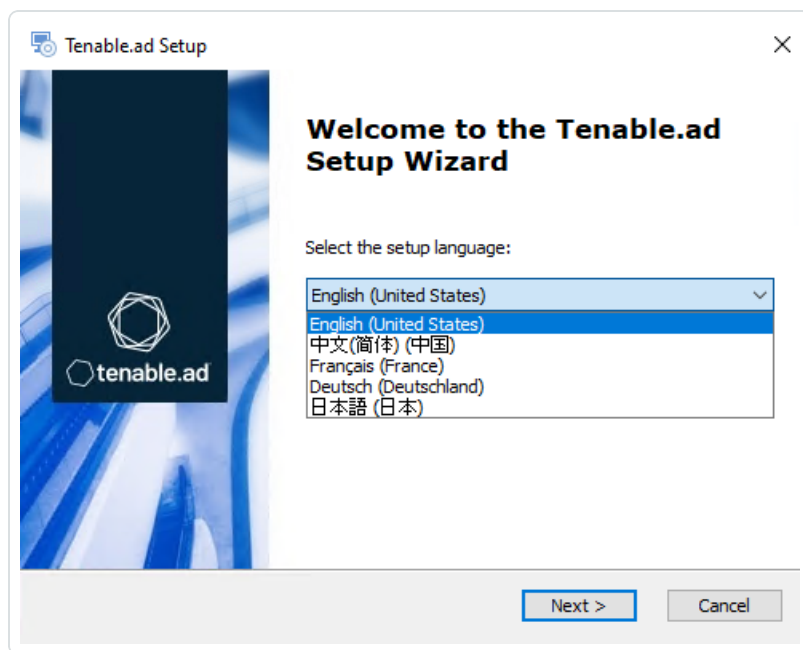 Tenable.ad Setup
Welcome to the Tenable.ad
Setup Wizard
Select the setup language:
English (United States)
English (United States)
中文(简体) (中国)
Français (France)
Deutsch (Deutschland)
日本語 (日本)
tenable.ad
Next >
Cancel